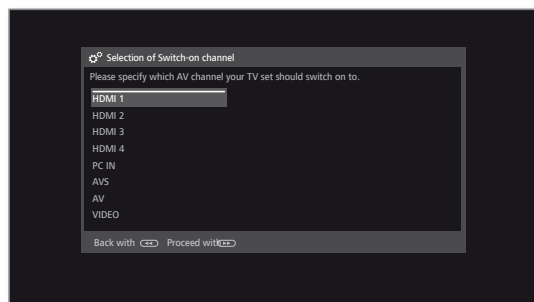 Selection of Switch-on channel
Please specify which AV channel your TV set should switch on to.
HDMI 1
HDMI 2
HDMI 3
HDMI 4
PC IN
AVS
AV
VIDEO
Back with Proceed with